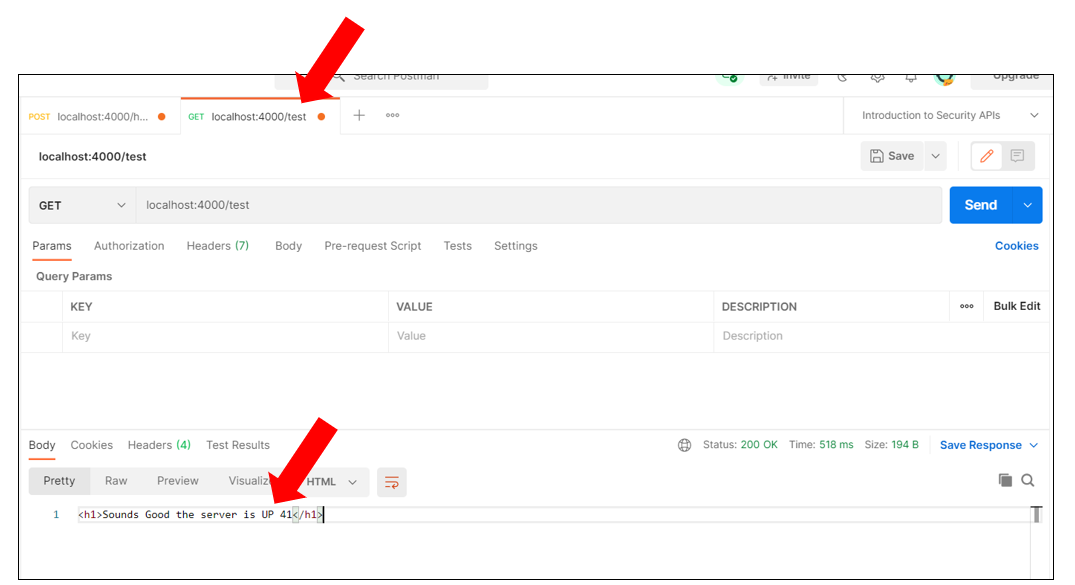 Search Postman Invite Upgrade
POST localhost:4000/h... GET localhost:4000/test Introduction to Security APIs
localhost:4000/test Save
GET localhost:4000/test Send
Params Authorization Headers (7) Body Pre-request Script Tests Settings Cookies
Query Params
KEY VALUE DESCRIPTION Bulk Edit
Key Value Description
Body Cookies Headers (4) Test Results Status: 200 OK Time: 518 ms Size: 194 B Save Response
Pretty Raw Preview HTML
1 <h1>Sounds Good the server is UP 41</h1>